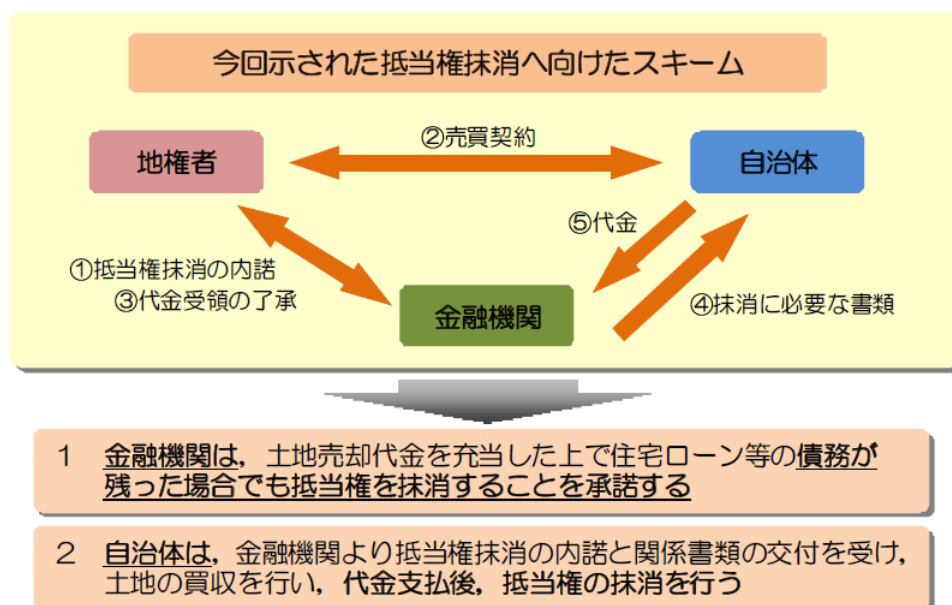 今回示された抵当権抹消へ向けたスキーム
②売買契約
地権者
自治体
⑤代金
①抵当権抹消の内諾
③代金受領の了承
金融機関
④抹消に必要な書類
1 金融機関は，土地売却代金を充当した上で住宅ローン等の債務が
残った場合でも抵当権を抹消することを承諾する
2 自治体は，金融機関より抵当権抹消の内諾と関係書類の交付を受け，
土地の買収を行い，代金支払後，抵当権の抹消を行う